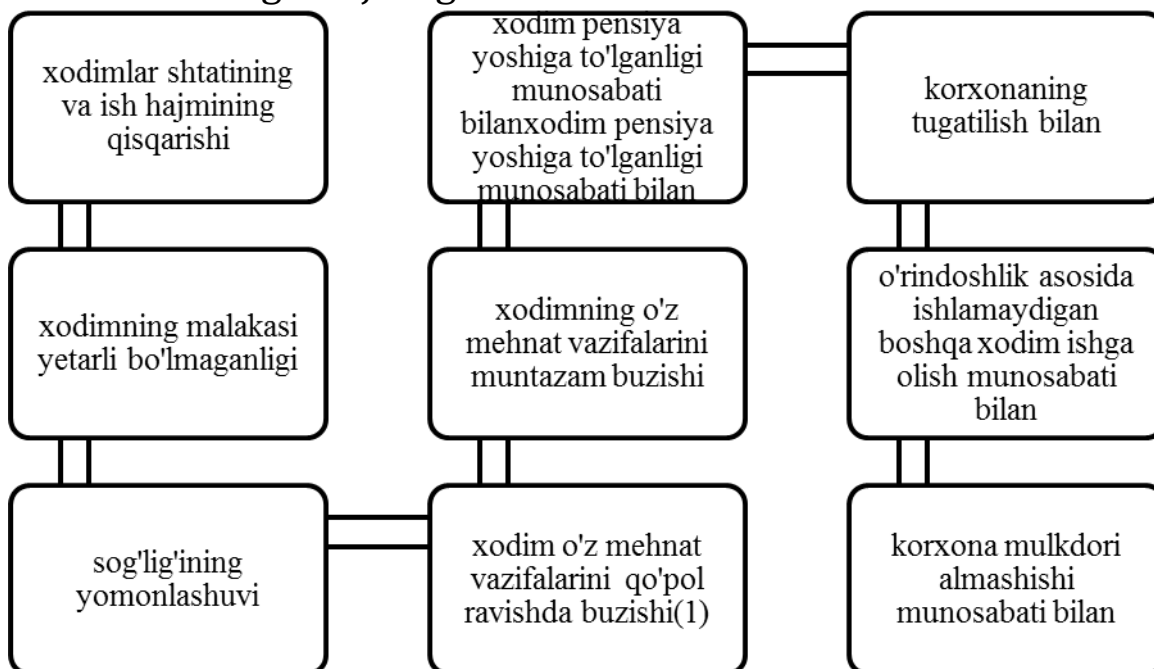 xodimlar shtatining
va ish hajmining
qisqarishi
xodimning malakasi
yetarli bo'lmaganligi
sog'lig'ining
yomonlashuvi
xodim o'z mehnat
vazifalarini qo'pol
ravishda buzishi(1)
xodimning o'z
mehnat vazifalarini
muntazam buzishi
xodim pensiya
yoshiga to'lganligi
munosabati
bilanxodim pensiya
yoshiga to'lganligi
munosabati bilan
korxonaning
tugatilish bilan
o'rindoshlik asosida
ishlamaydigan
boshqa xodim ishga
olish munosabati
bilan
korxona mulkdori
almashishi
munosabati bilan